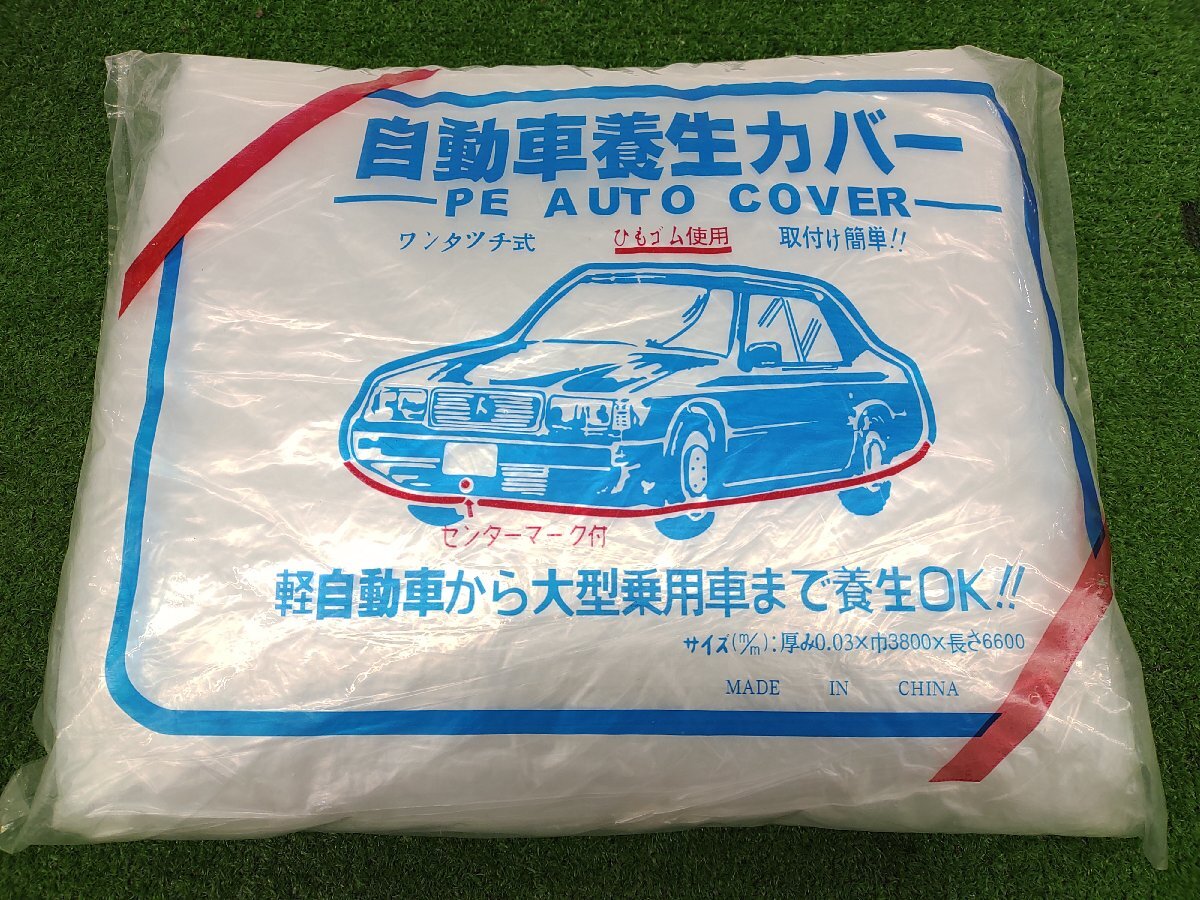 自動車養生カバー
PE AUTO COVER
ワンタツチ式 ひもゴム使用 取付け簡単!!
センターマーク付
軽自動車から大型乗用車まで養生OK!!
サイズ(m/m):厚み0.03×巾3800×長さ6600
MADE IN CHINA